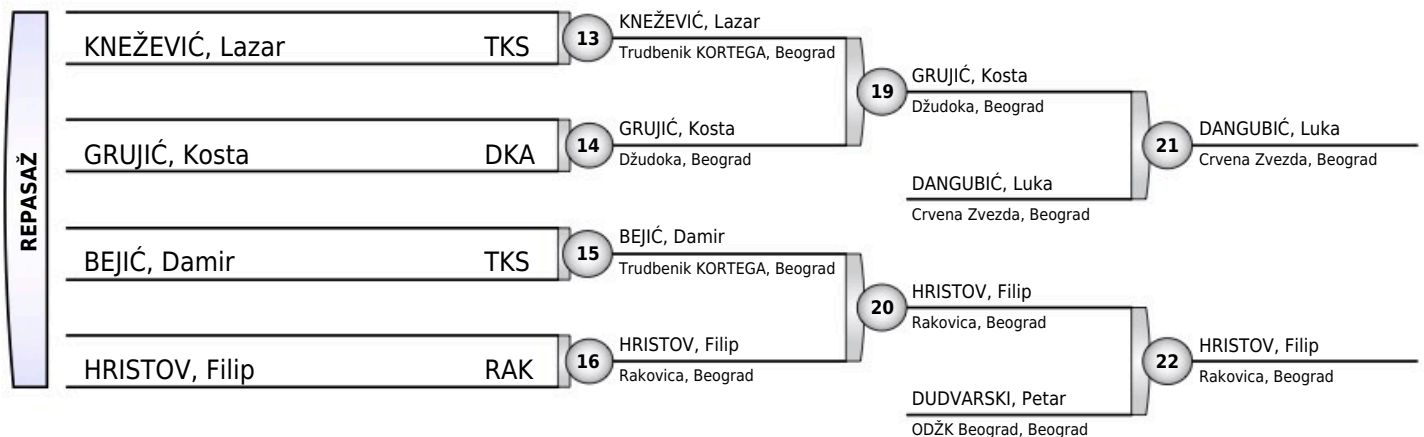 REPASAŽ
KNEŽEVIĆ, Lazar TKS
13
KNEŽEVIĆ, Lazar
Trudbenik KORTEGA, Beograd
GRUJIĆ, Kosta DKA
14
GRUJIĆ, Kosta
Džudoka, Beograd
19
GRUJIĆ, Kosta
Džudoka, Beograd
DANGUBIĆ, Luka
Crvena Zvezda, Beograd
21
DANGUBIĆ, Luka
Crvena Zvezda, Beograd
BEJIĆ, Damir TKS
15
BEJIĆ, Damir
Trudbenik KORTEGA, Beograd
HRISTOV, Filip RAK
16
HRISTOV, Filip
Rakovica, Beograd
20
HRISTOV, Filip
Rakovica, Beograd
DUDVARSKI, Petar
ODŽK Beograd, Beograd
22
HRISTOV, Filip
Rakovica, Beograd